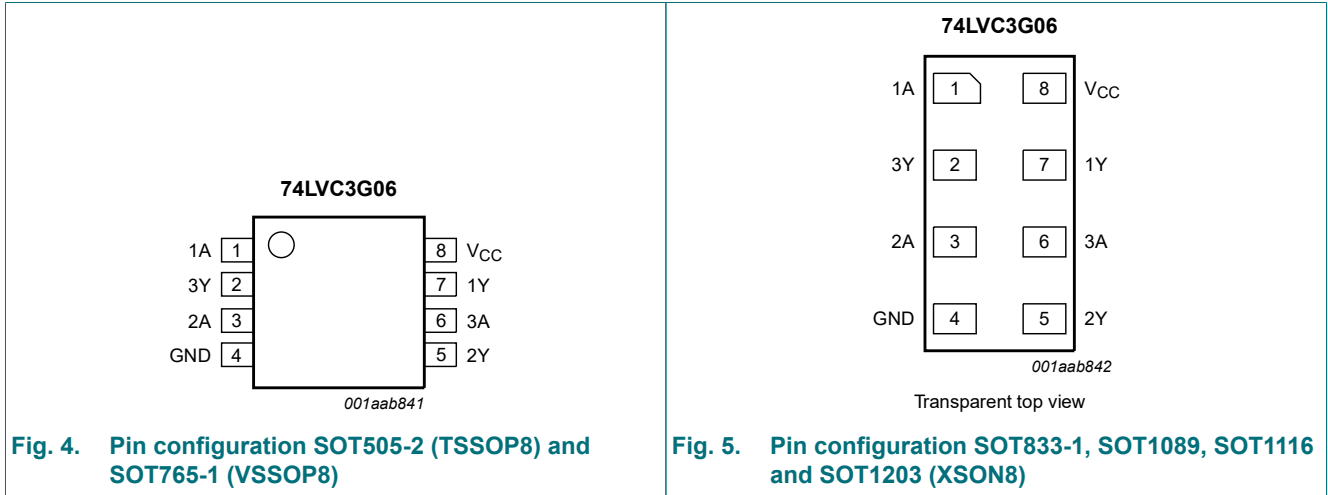 74LVC3G06
1A 1 8 VCC
3Y 2 7 1Y
2A 3 6 3A
GND 4 5 2Y
001aab841
Fig. 4. Pin configuration SOT505-2 (TSSOP8) and
SOT765-1 (VSSOP8)
74LVC3G06
1A 1 8 VCC
3Y 2 7 1Y
2A 3 6 3A
GND 4 5 2Y
001aab842
Transparent top view
Fig. 5. Pin configuration SOT833-1, SOT1089, SOT1116
and SOT1203 (XSON8)